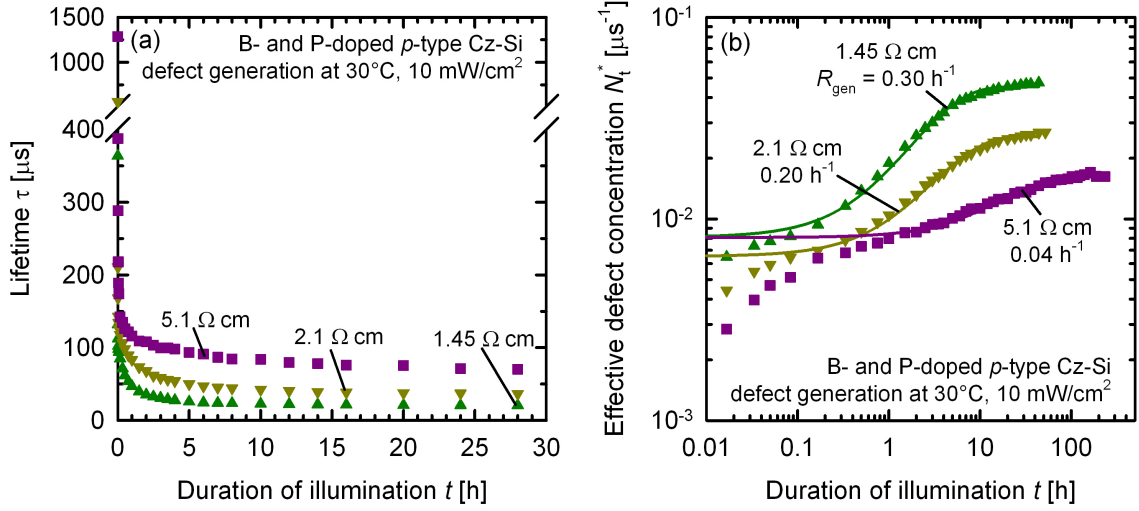 1500
1000
500
400
300
200
100
0
0
5
10
15
20
25
30
Lifetime τ [µs]
Duration of illumination t [h]
(a)
B- and P-doped p-type Cz-Si
defect generation at 30°C, 10 mW/cm²
5.1 Ω cm
2.1 Ω cm
1.45 Ω cm
10⁻¹
10⁻²
10⁻³
0.01
0.1
1
10
100
Effective defect concentration Nₜ* [µs⁻¹]
Duration of illumination t [h]
(b)
1.45 Ω cm
R_gen = 0.30 h⁻¹
2.1 Ω cm
0.20 h⁻¹
5.1 Ω cm
0.04 h⁻¹
B- and P-doped p-type Cz-Si
defect generation at 30°C, 10 mW/cm²